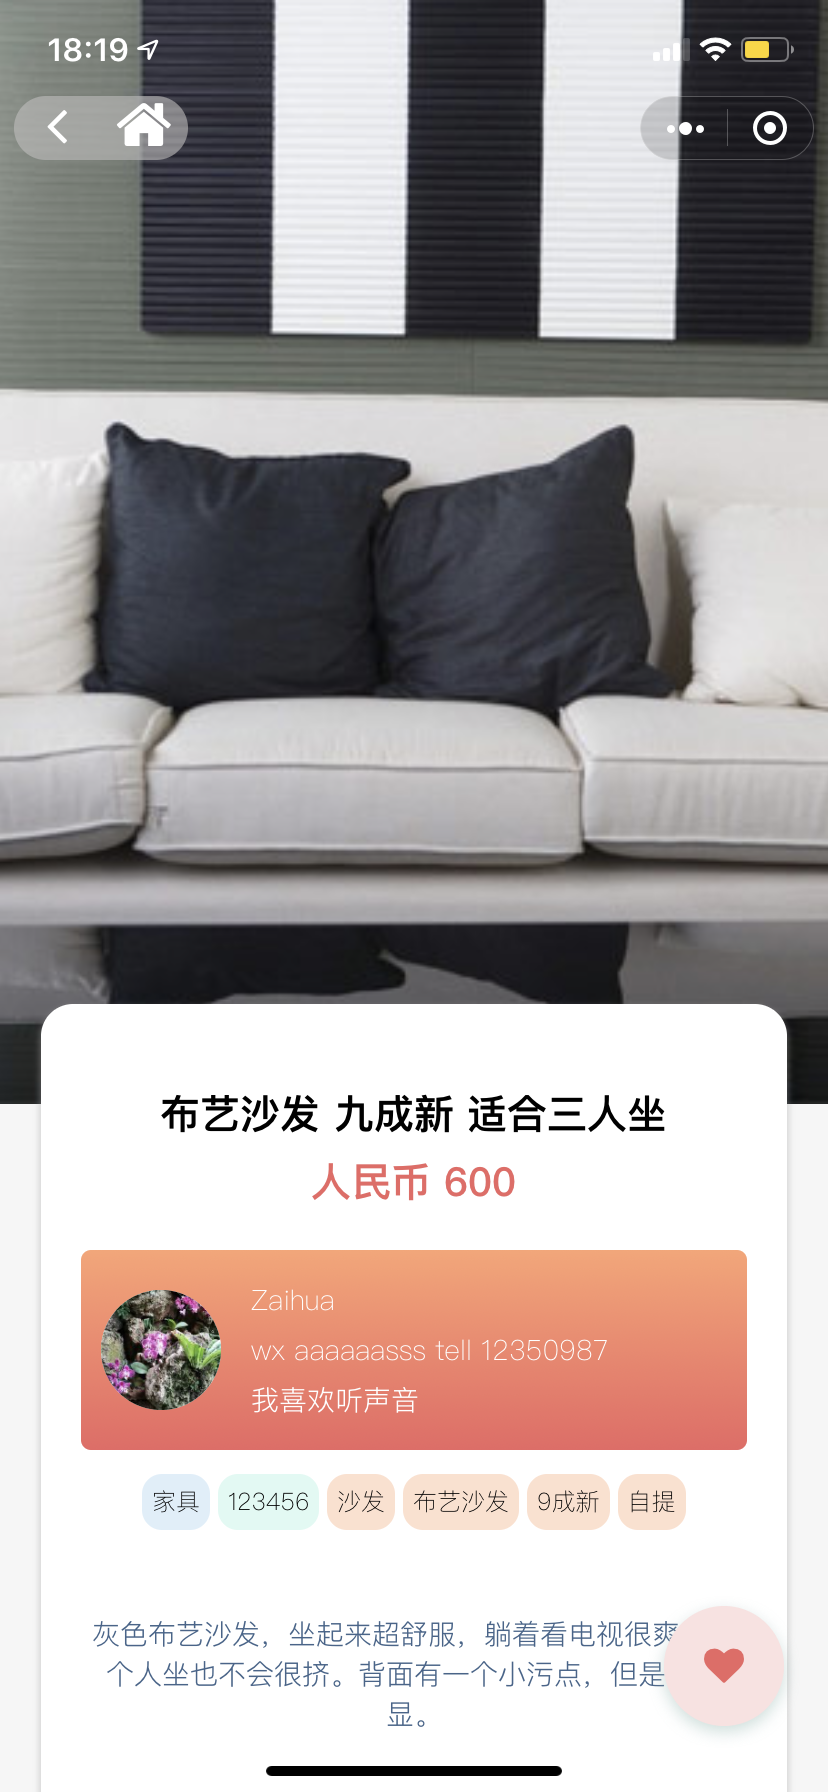 18:19
布艺沙发 九成新 适合三人坐
人民币 600
Zaihua
wx aaaaaasss tell 12350987
我喜欢听声音
家具 123456 沙发 布艺沙发 9成新 自提
灰色布艺沙发，坐起来超舒服，躺着看电视很爽
个人坐也不会很挤。背面有一个小污点，但是
显。